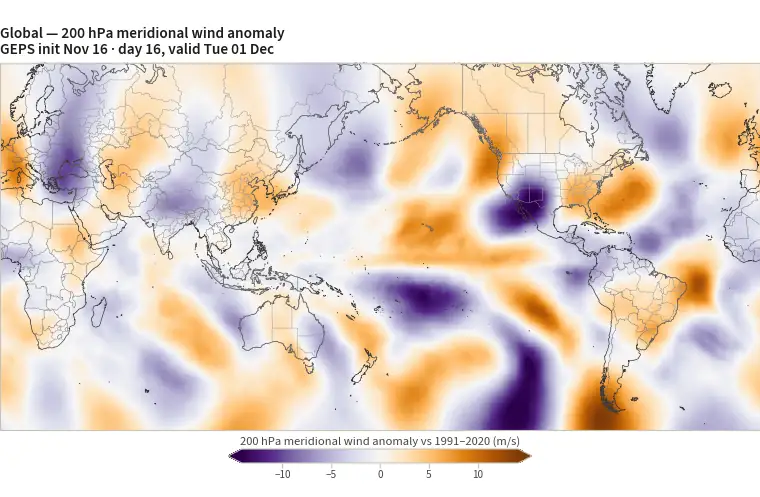 Global — 200 hPa meridional wind anomaly
GEPS init Nov 16 · day 16, valid Tue 01 Dec
200 hPa meridional wind anomaly vs 1991–2020 (m/s)
−10 −5 0 5 10